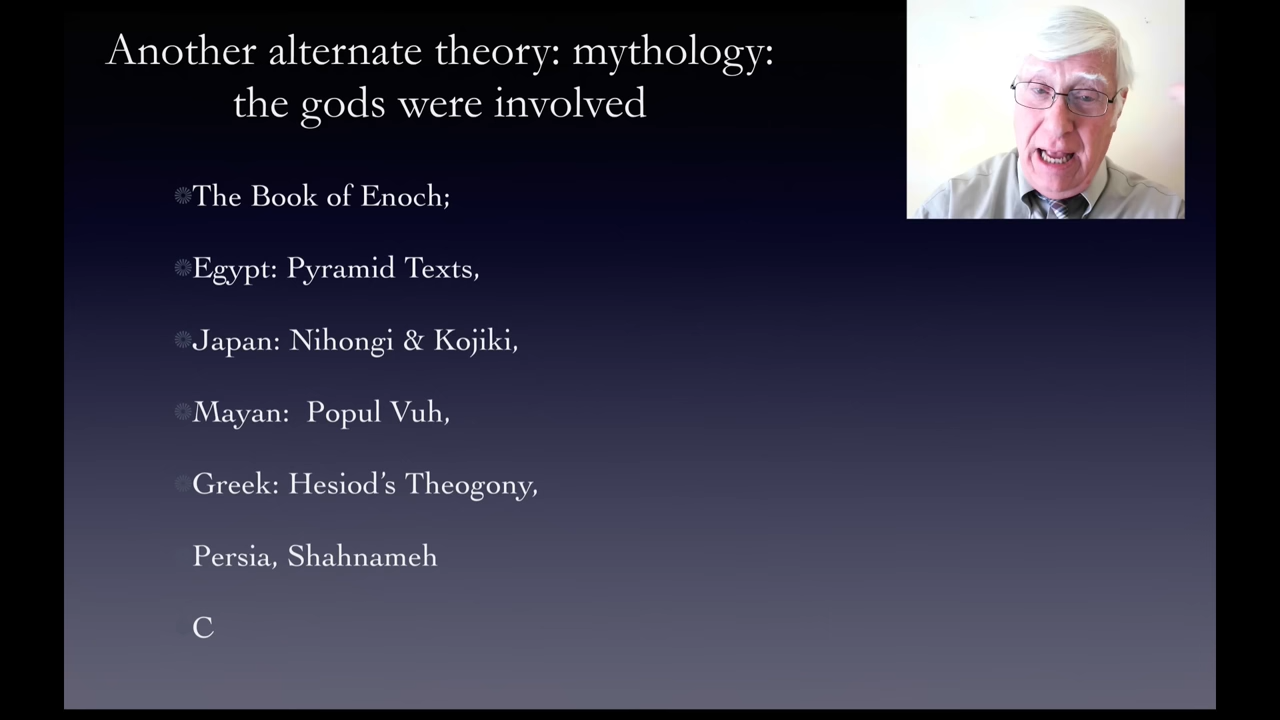 Another alternate theory: mythology:
the gods were involved
The Book of Enoch;
Egypt: Pyramid Texts,
Japan: Nihongi & Kojiki,
Mayan:  Popul Vuh,
Greek: Hesiod’s Theogony,
Persia, Shahnameh
C